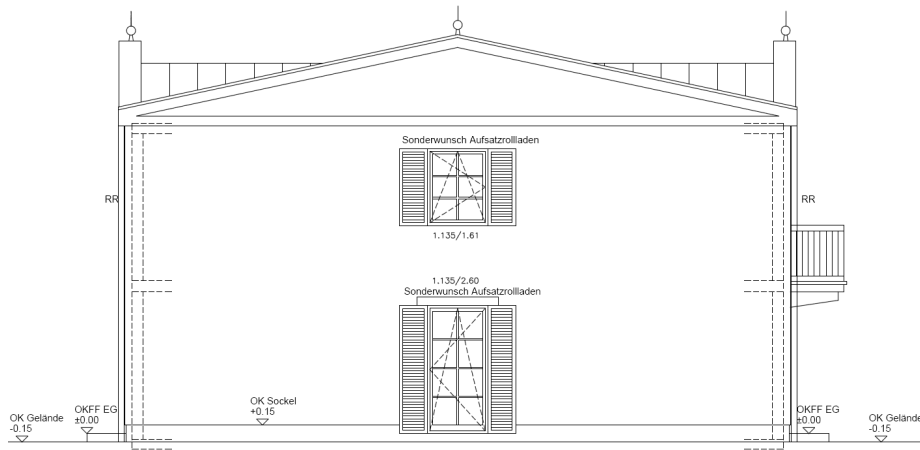 Sonderwunsch Aufsatzrollladen
RR
RR
1.135/1.61
1.135/2.60
Sonderwunsch Aufsatzrollladen
OK Gelände
-0.15
OKFF EG
±0.00
OK Sockel
+0.15
OKFF EG
±0.00
OK Gelände
-0.15